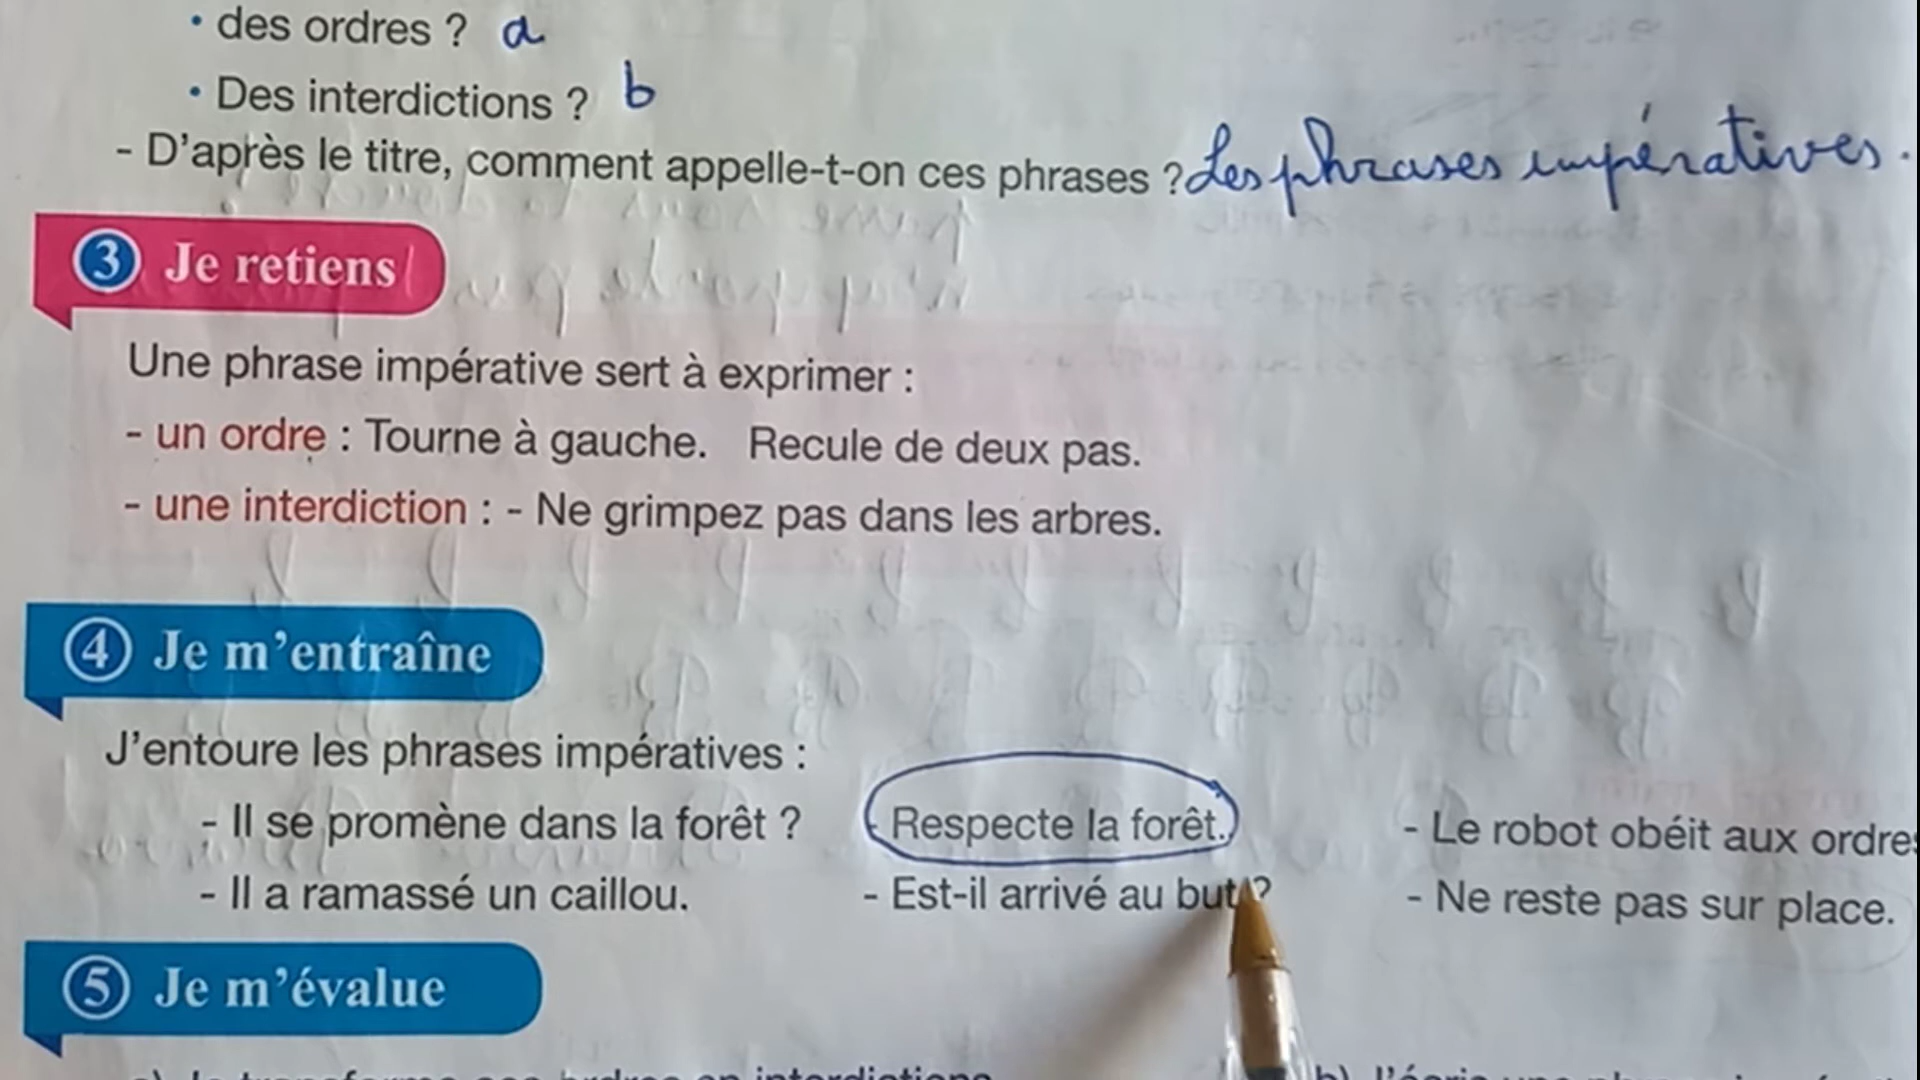 • des ordres ? a
• Des interdictions ? b
- D'après le titre, comment appelle-t-on ces phrases ? Les phrases impératives.
3 Je retiens
Une phrase impérative sert à exprimer :
- un ordre : Tourne à gauche. Recule de deux pas.
- une interdiction : - Ne grimpez pas dans les arbres.
4 Je m'entraîne
J'entoure les phrases impératives :
- Il se promène dans la forêt ? - Respecte la forêt. - Le robot obéit aux ordres
- Il a ramassé un caillou. - Est-il arrivé au but ? - Ne reste pas sur place.
5 Je m'évalue